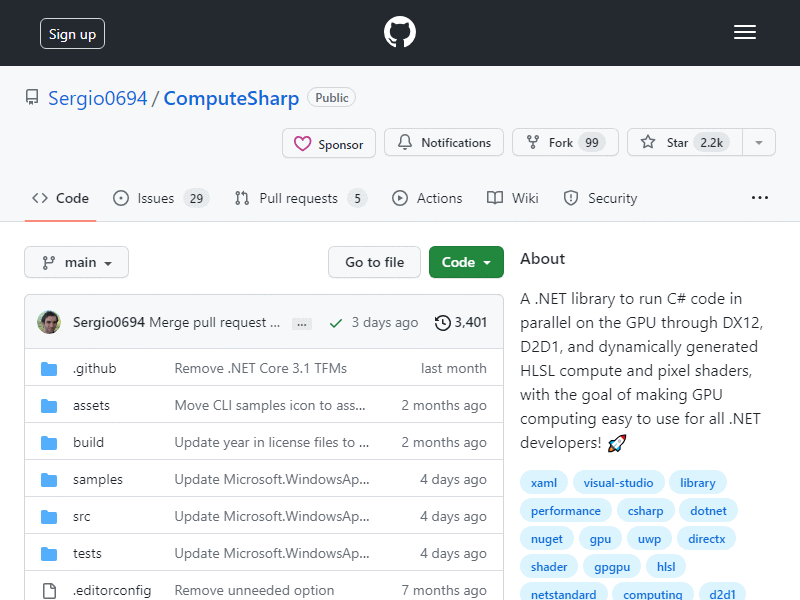 Sign up
Sergio0694 / ComputeSharp Public
Sponsor Notifications Fork 99 Star 2.2k
Code Issues 29 Pull requests 5 Actions Wiki Security
main Go to file Code
Sergio0694 Merge pull request ... ... 3 days ago 3,401
.github Remove .NET Core 3.1 TFMs last month
assets Move CLI samples icon to ass... 2 months ago
build Update year in license files to ... 2 months ago
samples Update Microsoft.WindowsAp... 4 days ago
src Update Microsoft.WindowsAp... 4 days ago
tests Update Microsoft.WindowsAp... 4 days ago
.editorconfig Remove unneeded option 7 months ago
About
A .NET library to run C# code in
parallel on the GPU through DX12,
D2D1, and dynamically generated
HLSL compute and pixel shaders,
with the goal of making GPU
computing easy to use for all .NET
developers! 🚀
xaml visual-studio library
performance csharp dotnet
nuget gpu uwp directx
shader gpgpu hlsl
netstandard computing d2d1